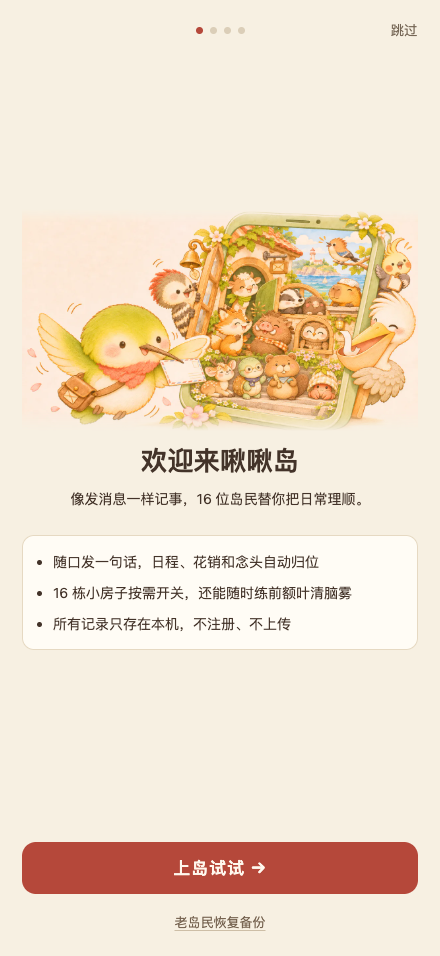 跳过
欢迎来啾啾岛
像发消息一样记事，16 位岛民替你把日常理顺。
• 随口发一句话，日程、花销和念头自动归位
• 16 栋小房子按需开关，还能随时练前额叶清脑雾
• 所有记录只存在本机，不注册、不上传
上岛试试 →
老岛民恢复备份